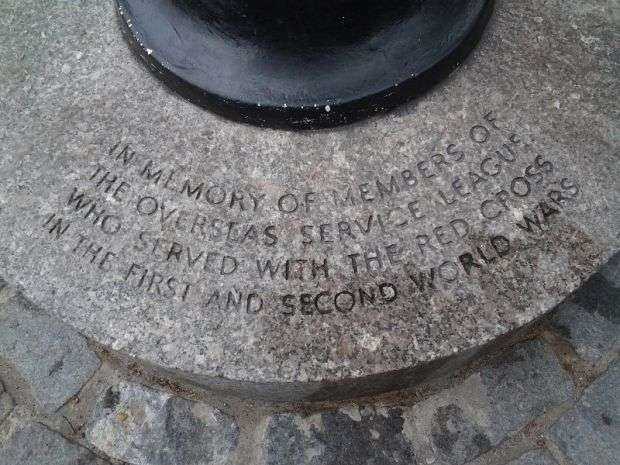 IN MEMORY OF MEMBERS OF
THE OVERSEAS SERVICE LEAGUE
WHO SERVED WITH THE RED CROSS
IN THE FIRST AND SECOND WORLD WARS